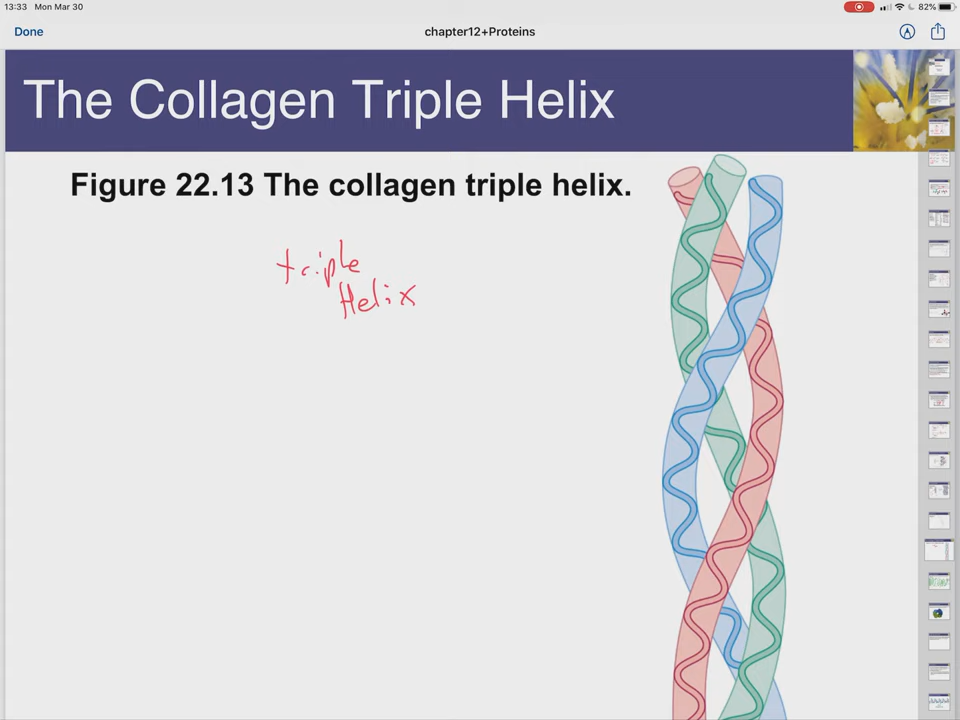 13:33 Mon Mar 30
82%
Done
chapter12+Proteins
The Collagen Triple Helix
Figure 22.13 The collagen triple helix.
triple
Helix